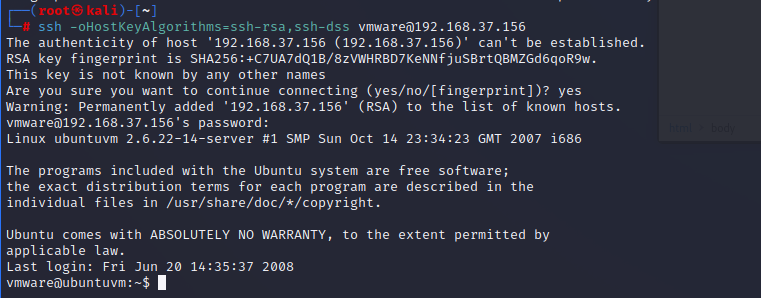 ┌──(root㉿kali)-[~]
└─# ssh -oHostKeyAlgorithms=ssh-rsa,ssh-dss vmware@192.168.37.156
The authenticity of host '192.168.37.156 (192.168.37.156)' can't be established.
RSA key fingerprint is SHA256:+C7UA7dQ1B/8zVWHRBD7KeNNfjuSBrtQBMZGd6qoR9w.
This key is not known by any other names
Are you sure you want to continue connecting (yes/no/[fingerprint])? yes
Warning: Permanently added '192.168.37.156' (RSA) to the list of known hosts.
vmware@192.168.37.156's password:
Linux ubuntuvm 2.6.22-14-server #1 SMP Sun Oct 14 23:34:23 GMT 2007 i686
The programs included with the Ubuntu system are free software;
the exact distribution terms for each program are described in the
individual files in /usr/share/doc/*/copyright.
Ubuntu comes with ABSOLUTELY NO WARRANTY, to the extent permitted by
applicable law.
Last login: Fri Jun 20 14:35:37 2008
vmware@ubuntuvm:~$